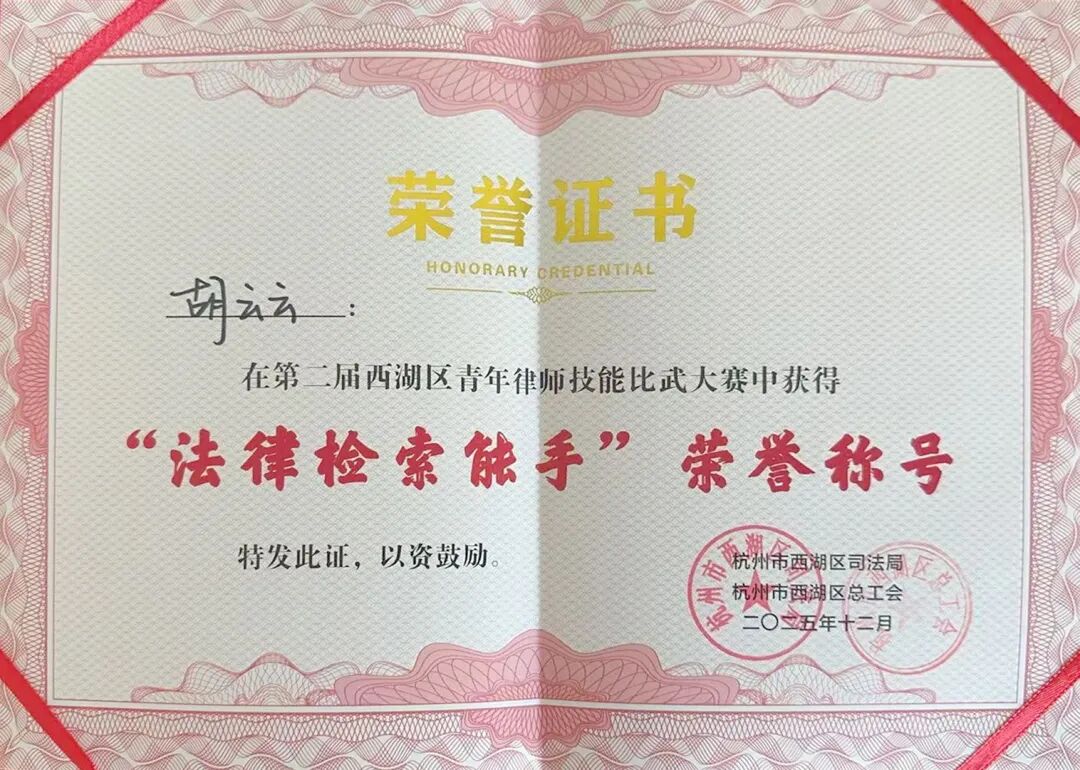 荣誉证书
HONORARY CREDENTIAL
胡云云：
在第二届西湖区青年律师技能比武大赛中获得
“法律检索能手”荣誉称号
特发此证，以资鼓励。
杭州市西湖区司法局
杭州市西湖区总工会
二〇二五年十二月